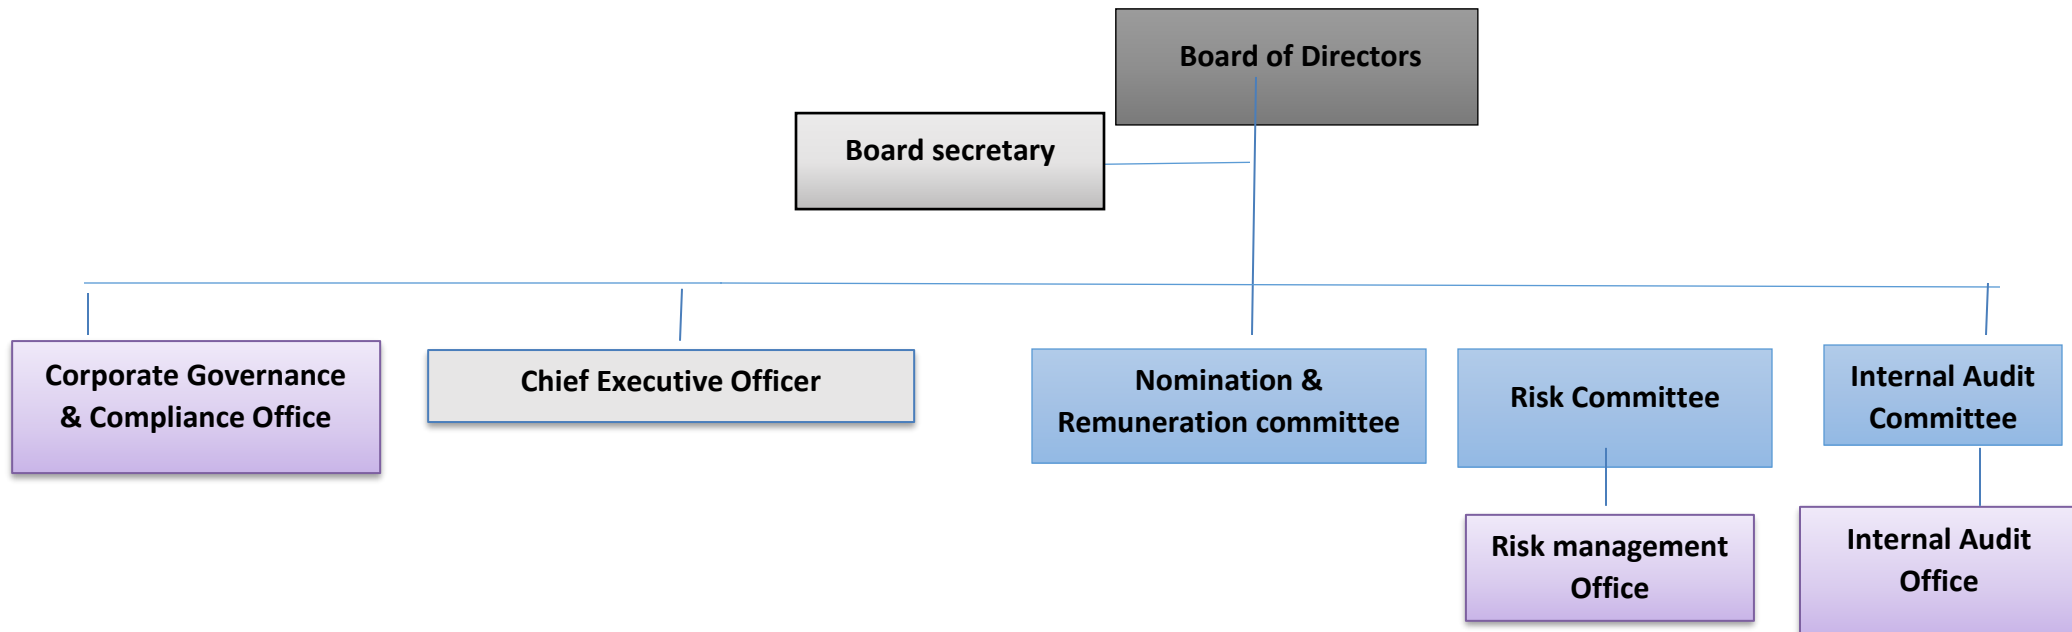 Board of Directors
Board secretary
Corporate Governance
& Compliance Office
Chief Executive Officer
Nomination &
Remuneration committee
Risk Committee
Internal Audit
Committee
Risk management
Office
Internal Audit
Office